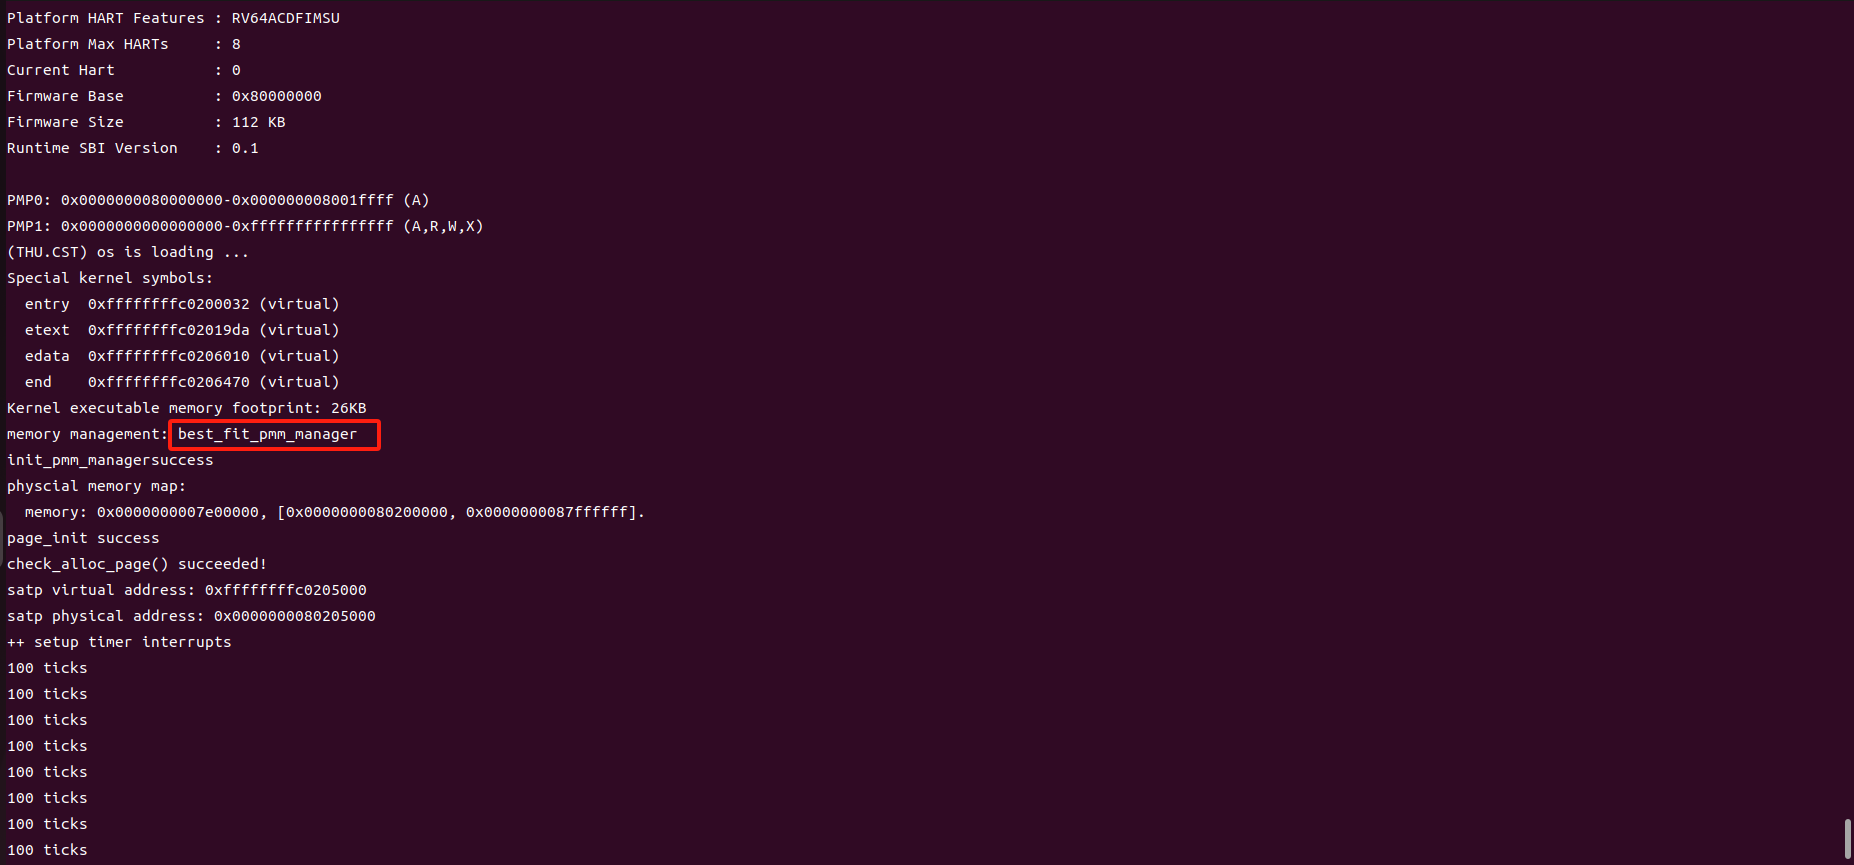 Platform HART Features : RV64ACDFIMSU
Platform Max HARTs     : 8
Current Hart           : 0
Firmware Base          : 0x80000000
Firmware Size          : 112 KB
Runtime SBI Version    : 0.1

PMP0: 0x0000000080000000-0x000000008001ffff (A)
PMP1: 0x0000000000000000-0xffffffffffffffff (A,R,W,X)
(THU.CST) os is loading ...
Special kernel symbols:
  entry  0xffffffffc0200032 (virtual)
  etext  0xffffffffc02019da (virtual)
  edata  0xffffffffc0206010 (virtual)
  end    0xffffffffc0206470 (virtual)
Kernel executable memory footprint: 26KB
memory management: best_fit_pmm_manager
init_pmm_managersuccess
physcial memory map:
  memory: 0x0000000007e00000, [0x0000000080200000, 0x0000000087ffffff].
page_init success
check_alloc_page() succeeded!
satp virtual address: 0xffffffffc0205000
satp physical address: 0x0000000080205000
++ setup timer interrupts
100 ticks
100 ticks
100 ticks
100 ticks
100 ticks
100 ticks
100 ticks
100 ticks